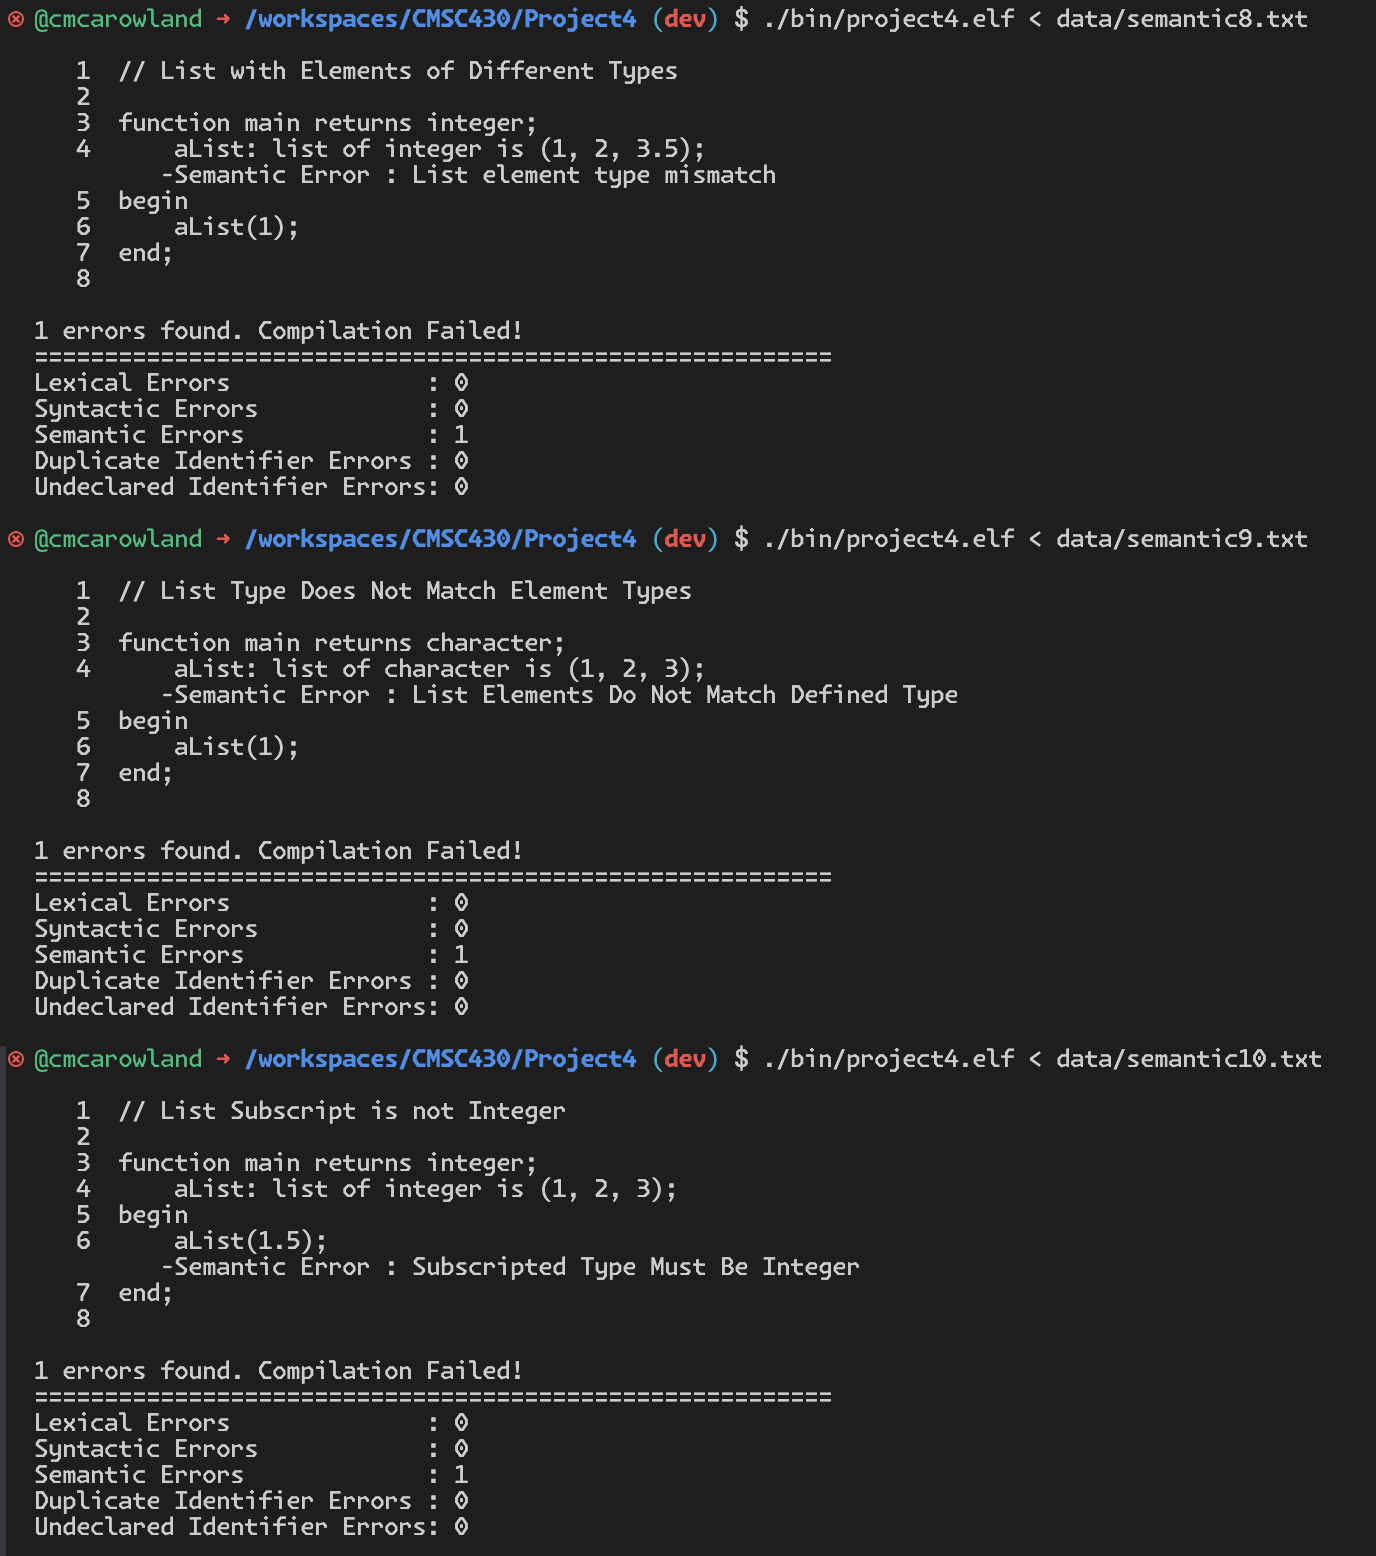 @cmcarowland → /workspaces/CMSC430/Project4 (dev) $ ./bin/project4.elf < data/semantic8.txt
1 // List with Elements of Different Types
2
3 function main returns integer;
4 aList: list of integer is (1, 2, 3.5);
-Semantic Error : List element type mismatch
5 begin
6 aList(1);
7 end;
8
1 errors found. Compilation Failed!
=========================================================
Lexical Errors : 0
Syntactic Errors : 0
Semantic Errors : 1
Duplicate Identifier Errors : 0
Undeclared Identifier Errors: 0
@cmcarowland → /workspaces/CMSC430/Project4 (dev) $ ./bin/project4.elf < data/semantic9.txt
1 // List Type Does Not Match Element Types
2
3 function main returns character;
4 aList: list of character is (1, 2, 3);
-Semantic Error : List Elements Do Not Match Defined Type
5 begin
6 aList(1);
7 end;
8
1 errors found. Compilation Failed!
=========================================================
Lexical Errors : 0
Syntactic Errors : 0
Semantic Errors : 1
Duplicate Identifier Errors : 0
Undeclared Identifier Errors: 0
@cmcarowland → /workspaces/CMSC430/Project4 (dev) $ ./bin/project4.elf < data/semantic10.txt
1 // List Subscript is not Integer
2
3 function main returns integer;
4 aList: list of integer is (1, 2, 3);
5 begin
6 aList(1.5);
-Semantic Error : Subscripted Type Must Be Integer
7 end;
8
1 errors found. Compilation Failed!
=========================================================
Lexical Errors : 0
Syntactic Errors : 0
Semantic Errors : 1
Duplicate Identifier Errors : 0
Undeclared Identifier Errors: 0